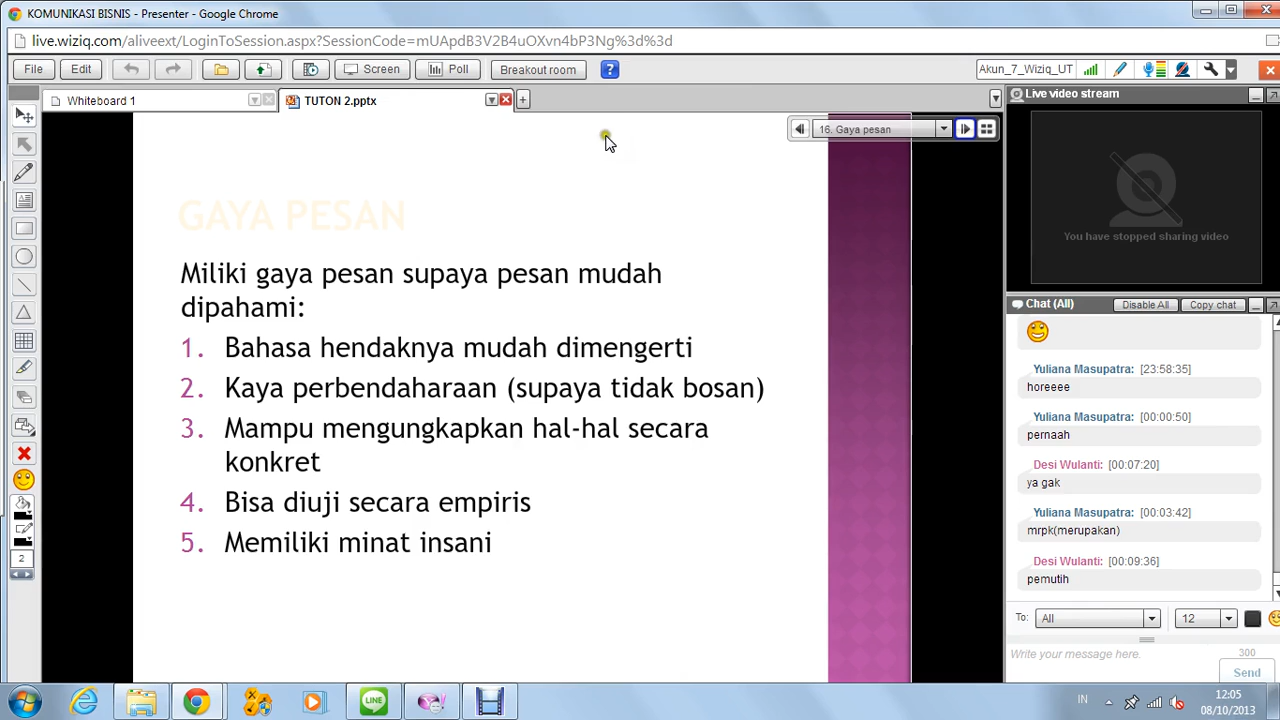 KOMUNIKASI BISNIS - Presenter - Google Chrome
live.wiziq.com/aliveext/LoginToSession.aspx?SessionCode=mUApdB3V2B4uOXvn4bP3Ng%3d%3d
File Edit Screen Poll Breakout room ? Akun_7_Wiziq_UT
Whiteboard 1 TUTON 2.pptx
Live video stream
16. Gaya pesan
You have stopped sharing video
GAYA PESAN
Miliki gaya pesan supaya pesan mudah
dipahami:
1. Bahasa hendaknya mudah dimengerti
2. Kaya perbendaharaan (supaya tidak bosan)
3. Mampu mengungkapkan hal-hal secara
konkret
4. Bisa diuji secara empiris
5. Memiliki minat insani
2
Chat (All) Disable All Copy chat
Yuliana Masupatra: [23:58:35]
horeeee
Yuliana Masupatra: [00:00:50]
pernaah
Desi Wulanti: [00:07:20]
ya gak
Yuliana Masupatra: [00:03:42]
mrpk(merupakan)
Desi Wulanti: [00:09:36]
pemutih
To: All 12
Write your message here. 300
Send
LINE
IN 12:05
08/10/2013